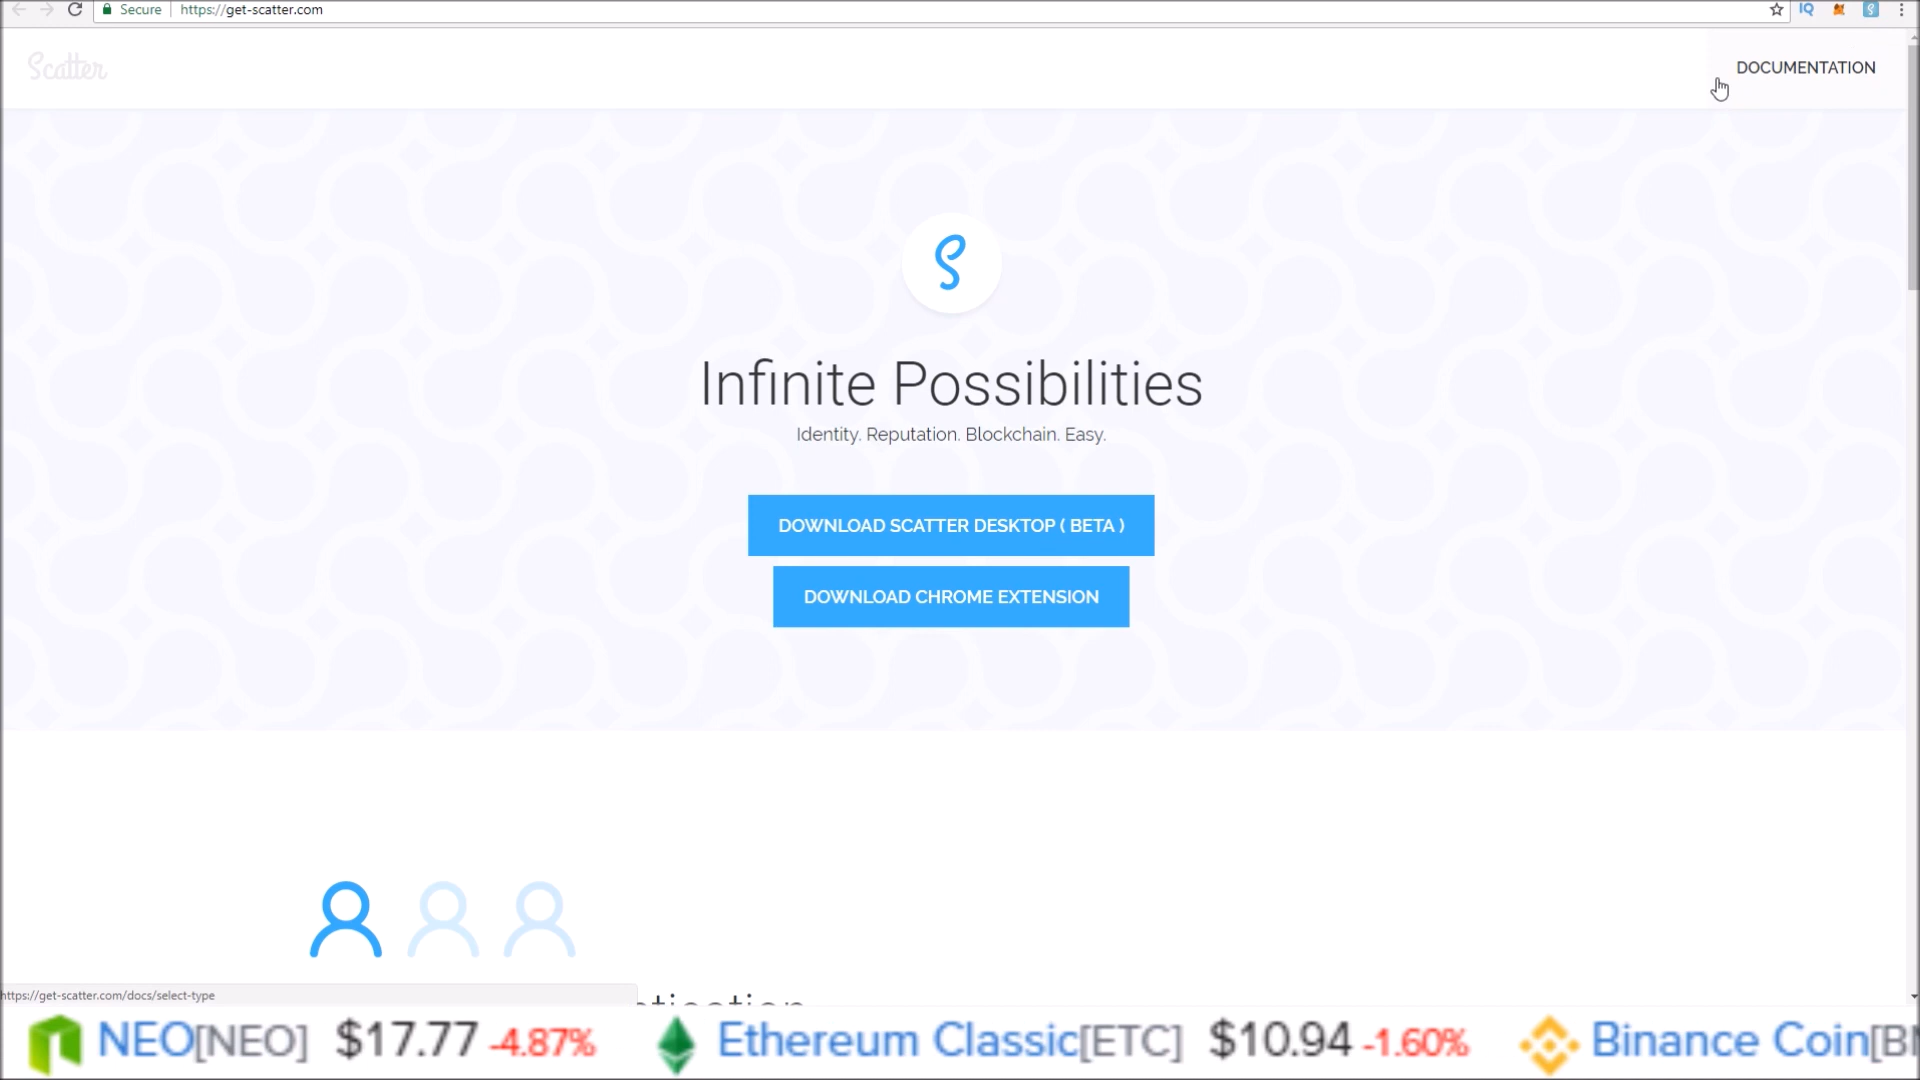 Secure https://get-scatter.com
IQ
Scatter
DOCUMENTATION
Infinite Possibilities
Identity. Reputation. Blockchain. Easy.
DOWNLOAD SCATTER DESKTOP ( BETA )
DOWNLOAD CHROME EXTENSION
https://get-scatter.com/docs/select-type
NEO[NEO] $17.77 -4.87% Ethereum Classic[ETC] $10.94 -1.60% Binance Coin[B